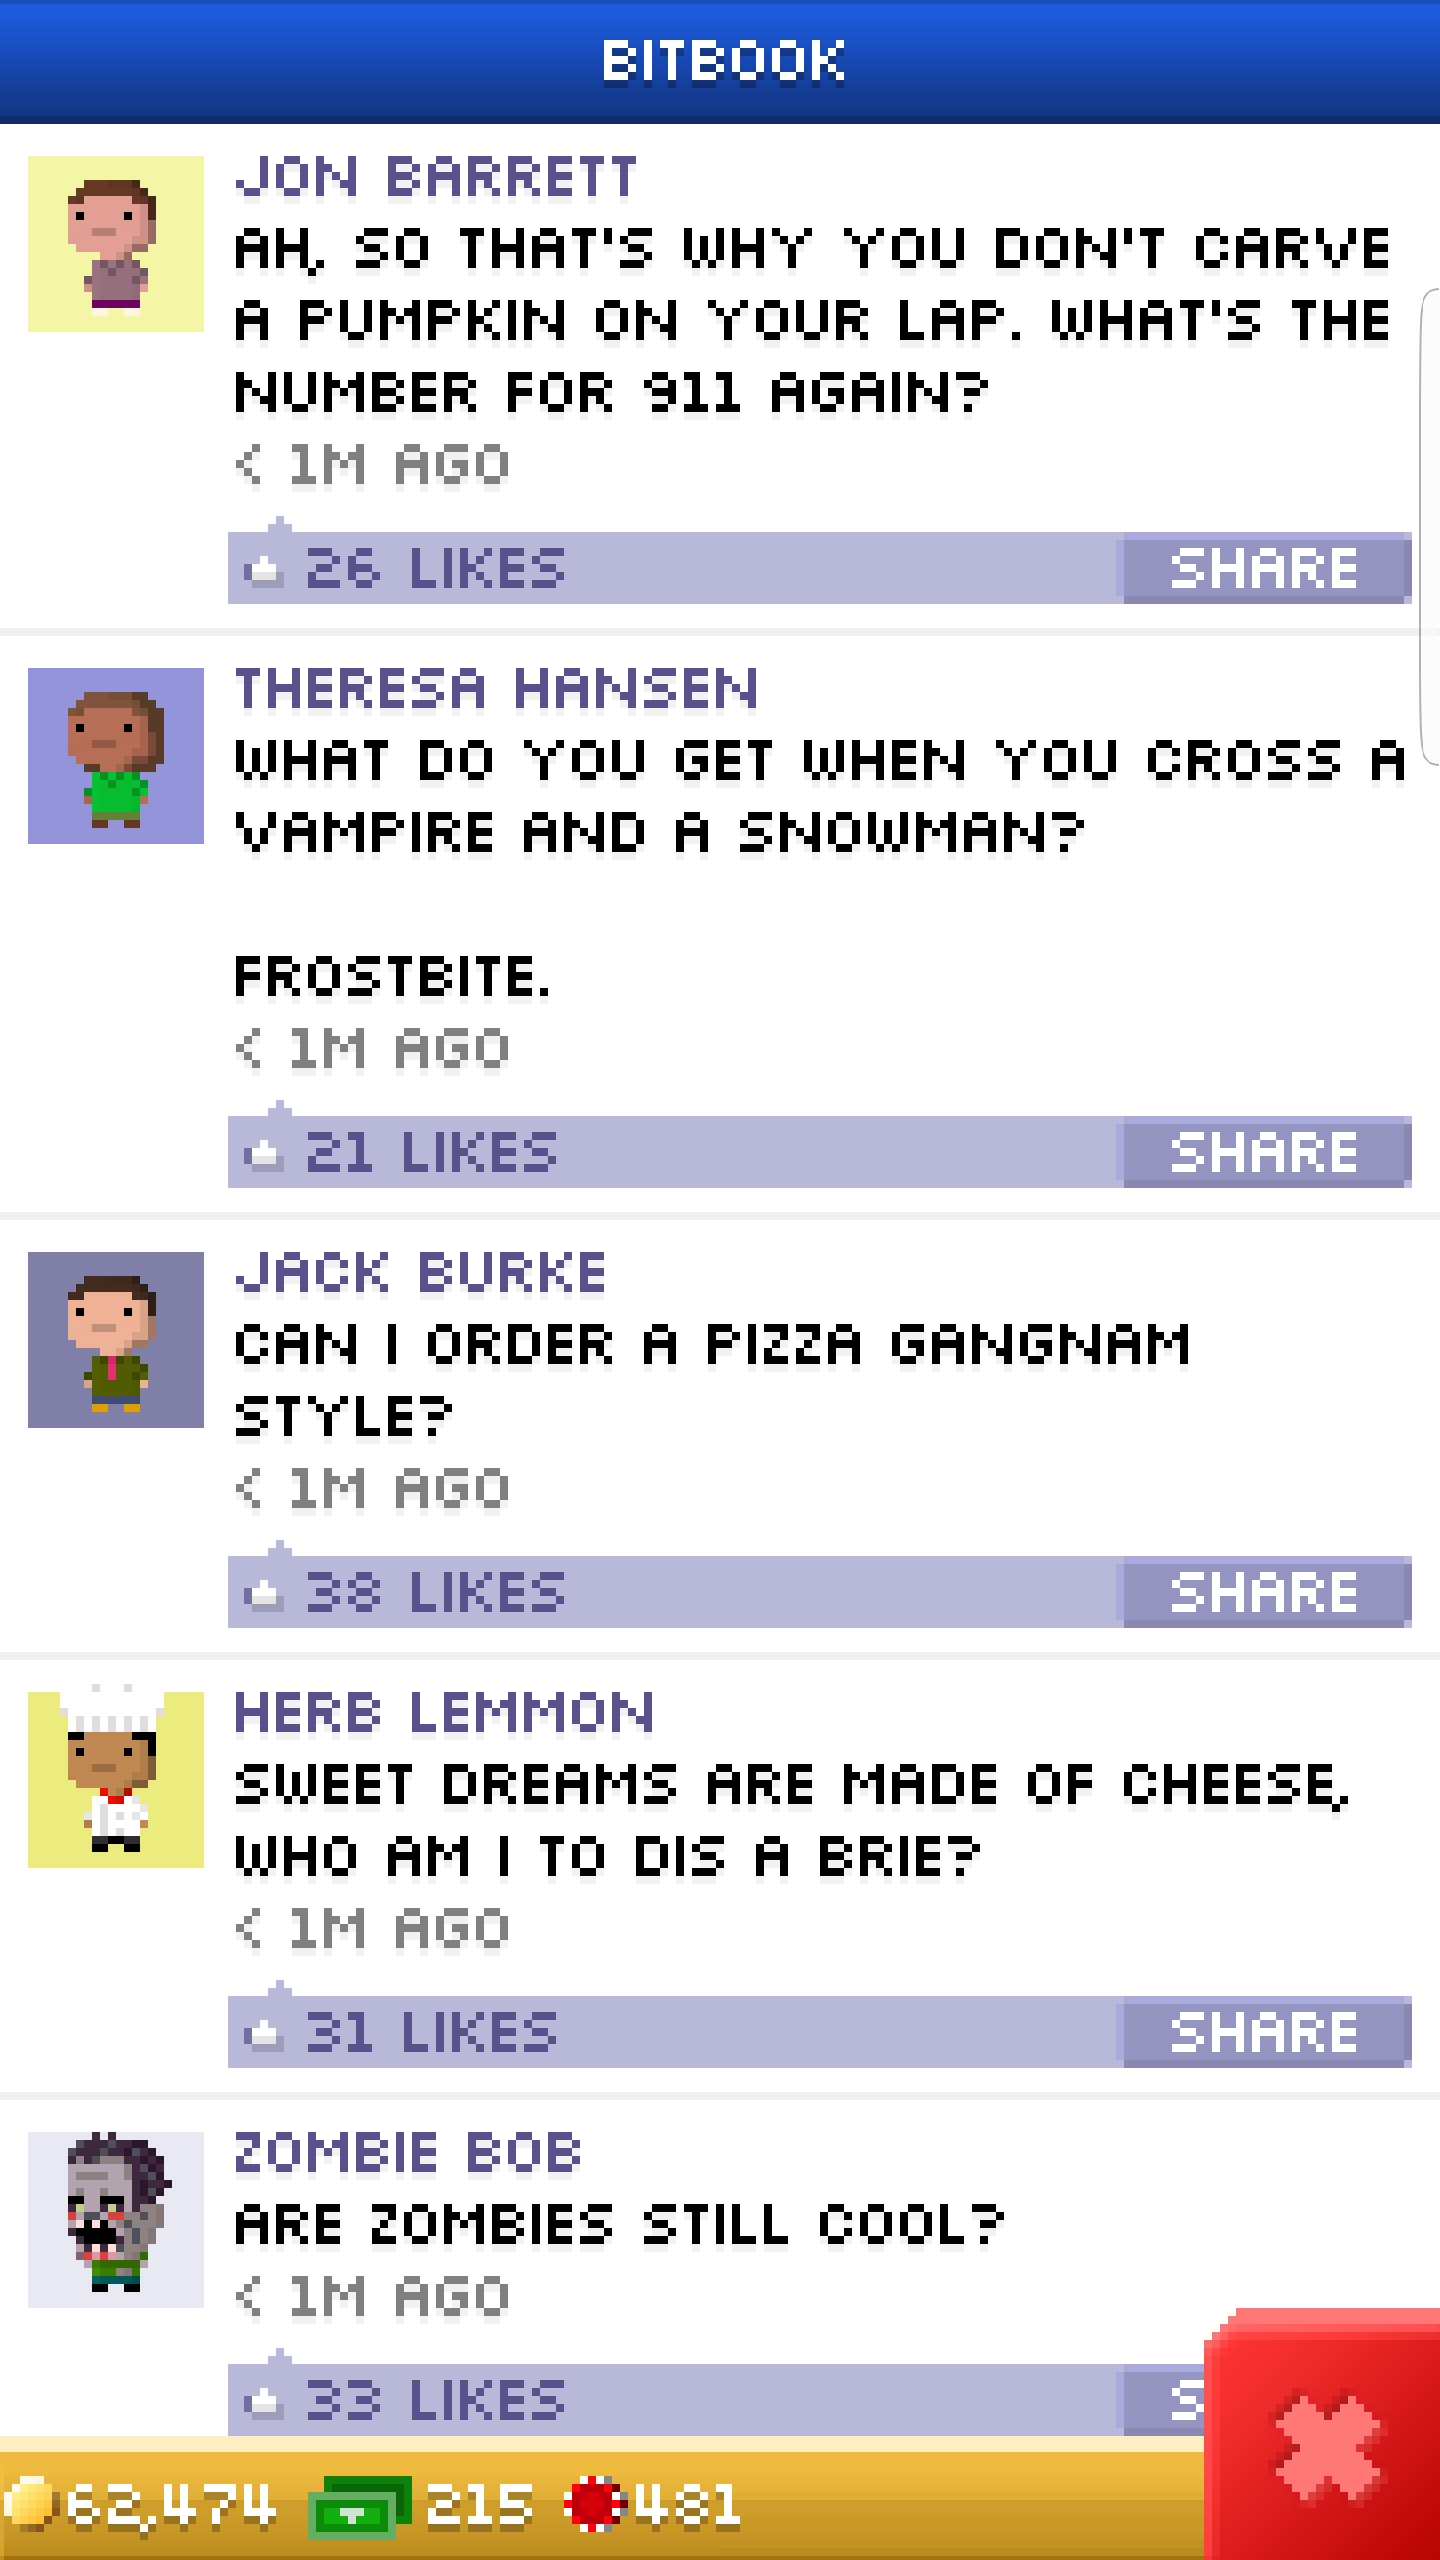 BITBOOK
JON BARRETT
AH, SO THAT'S WHY YOU DON'T CARVE
A PUMPKIN ON YOUR LAP. WHAT'S THE
NUMBER FOR 911 AGAIN?
< 1M AGO
26 LIKES SHARE
THERESA HANSEN
WHAT DO YOU GET WHEN YOU CROSS A
VAMPIRE AND A SNOWMAN?
FROSTBITE.
< 1M AGO
21 LIKES SHARE
JACK BURKE
CAN I ORDER A PIZZA GANGNAM
STYLE?
< 1M AGO
38 LIKES SHARE
HERB LEMMON
SWEET DREAMS ARE MADE OF CHEESE,
WHO AM I TO DIS A BRIE?
< 1M AGO
31 LIKES SHARE
ZOMBIE BOB
ARE ZOMBIES STILL COOL?
< 1M AGO
33 LIKES S
62,474 215 481